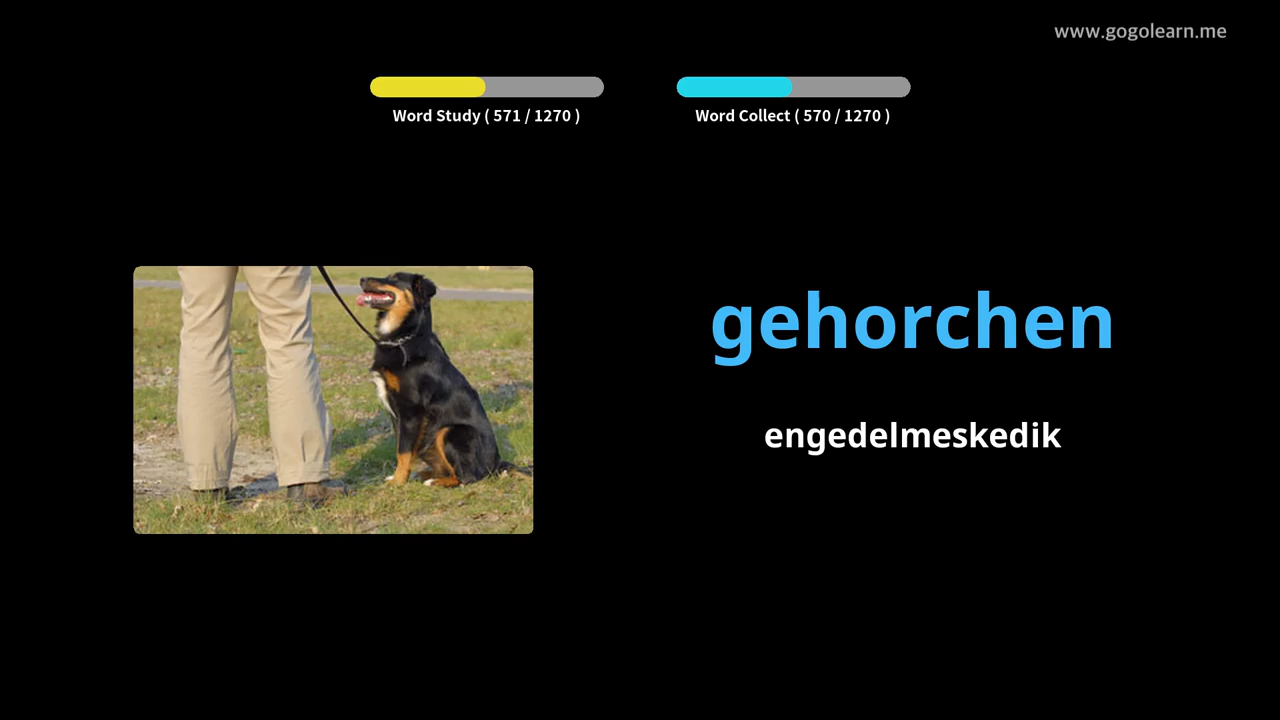 www.gogolearn.me
Word Study ( 571 / 1270 )
Word Collect ( 570 / 1270 )
gehorchen
engedelmeskedik